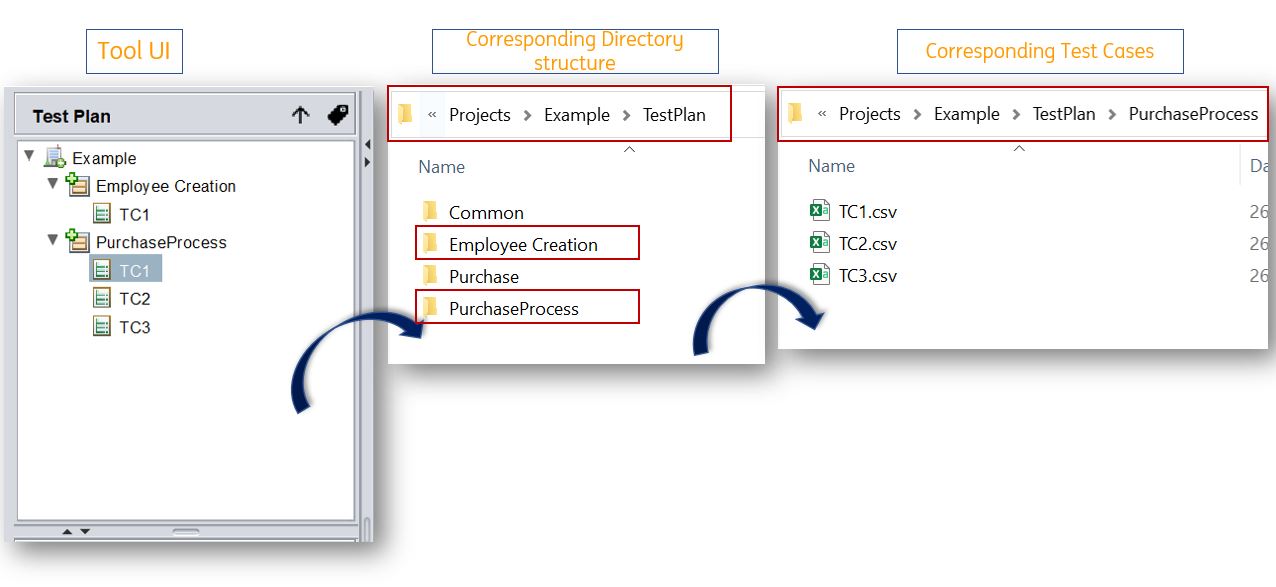 Tool UI
Corresponding Directory
structure
Corresponding Test Cases
Test Plan
Example
Employee Creation
TC1
PurchaseProcess
TC1
TC2
TC3
« Projects > Example > TestPlan
Name
Common
Employee Creation
Purchase
PurchaseProcess
« Projects > Example > TestPlan > PurchaseProcess
Name Da
TC1.csv 26
TC2.csv 26
TC3.csv 26